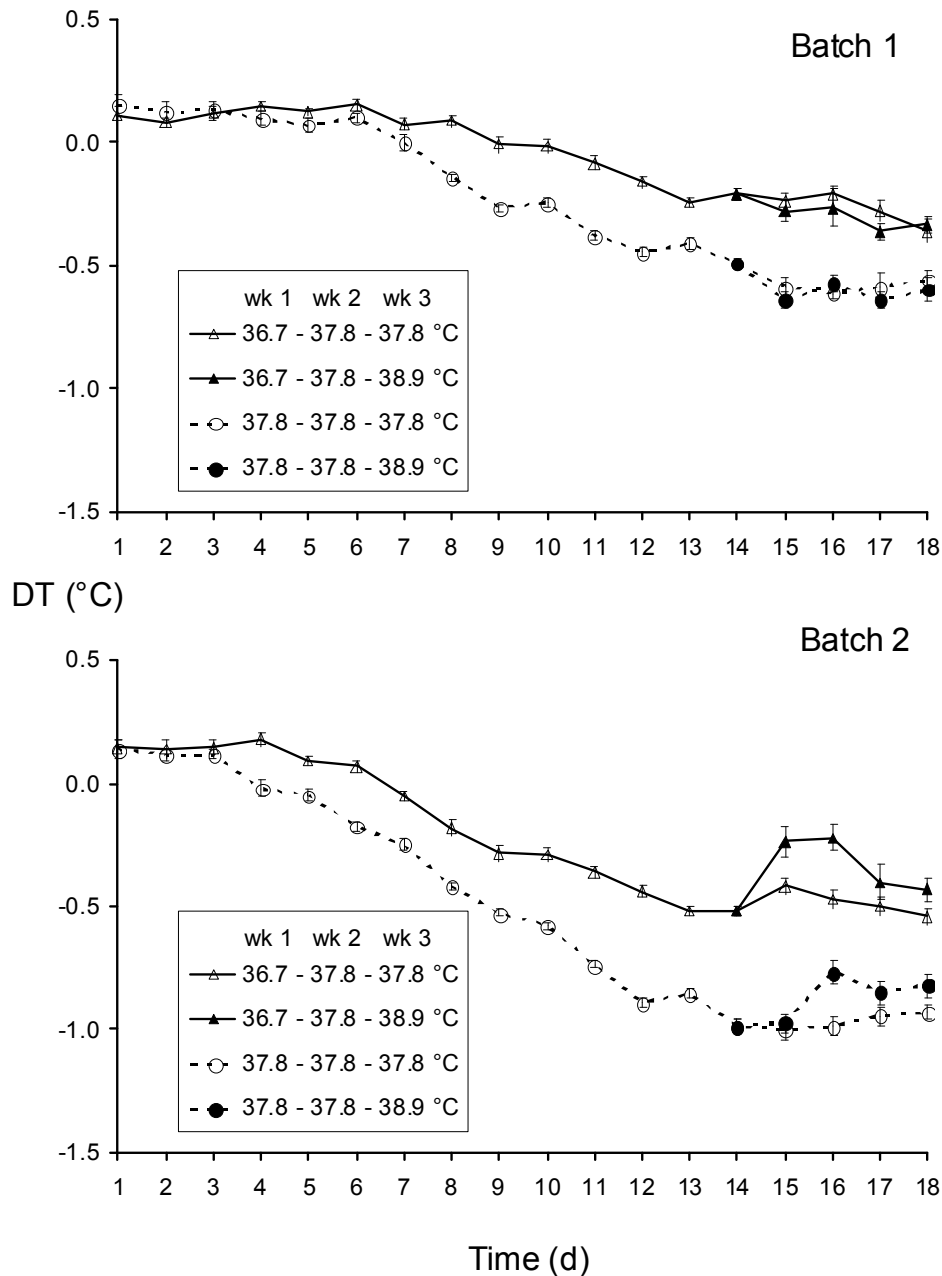 Batch 1
0.5
0.0
-0.5
-1.0
-1.5
wk 1 wk 2 wk 3
36.7 - 37.8 - 37.8 °C
36.7 - 37.8 - 38.9 °C
37.8 - 37.8 - 37.8 °C
37.8 - 37.8 - 38.9 °C
1 2 3 4 5 6 7 8 9 10 11 12 13 14 15 16 17 18
DT (°C)
Batch 2
0.5
0.0
-0.5
-1.0
-1.5
wk 1 wk 2 wk 3
36.7 - 37.8 - 37.8 °C
36.7 - 37.8 - 38.9 °C
37.8 - 37.8 - 37.8 °C
37.8 - 37.8 - 38.9 °C
1 2 3 4 5 6 7 8 9 10 11 12 13 14 15 16 17 18
Time (d)